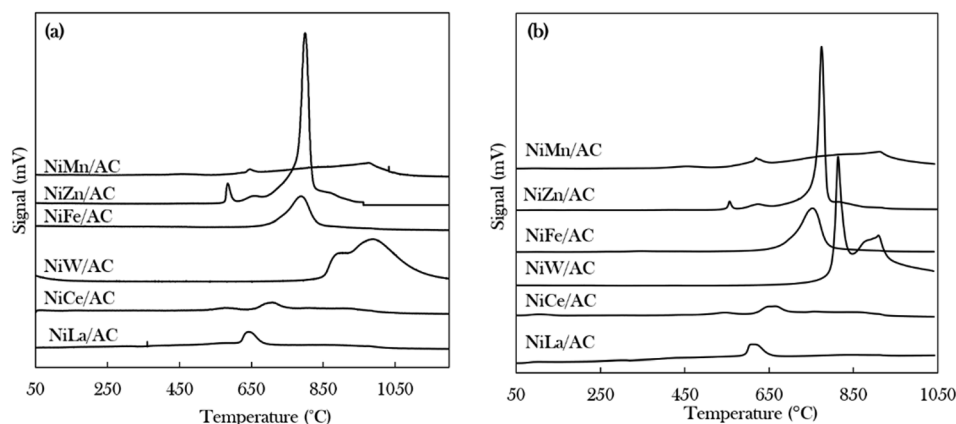 (a)
Signal (mV)
NiMn/AC
NiZn/AC
NiFe/AC
NiW/AC
NiCe/AC
NiLa/AC
50 250 450 650 850 1050
Temperature (°C)
(b)
Signal (mV)
NiMn/AC
NiZn/AC
NiFe/AC
NiW/AC
NiCe/AC
NiLa/AC
50 250 450 650 850 1050
Temperature (°C)